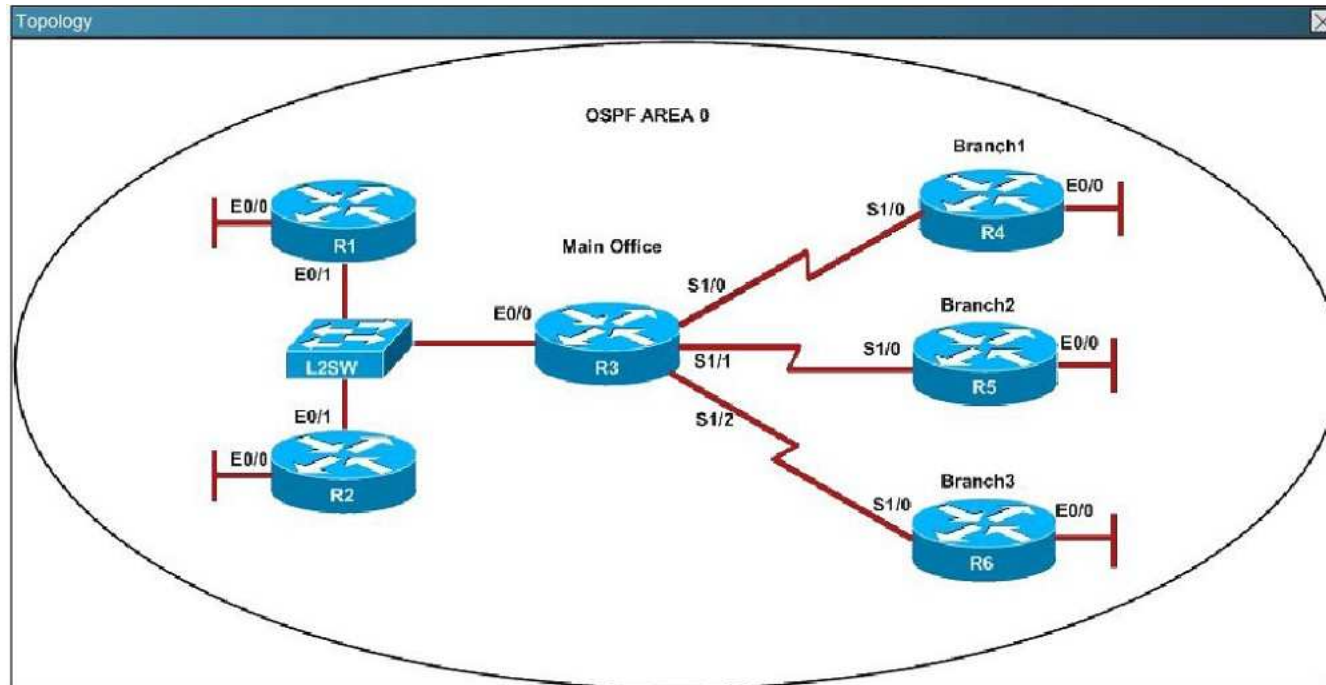 Topology
OSPF AREA 0
Branch1
E0/0
E0/0
S1/0
R1
R4
Main Office
E0/1
S1/0
E0/0
Branch2
S1/0
E0/0
L2SW
R3
S1/1
R5
E0/1
S1/2
E0/0
Branch3
R2
S1/0
E0/0
R6